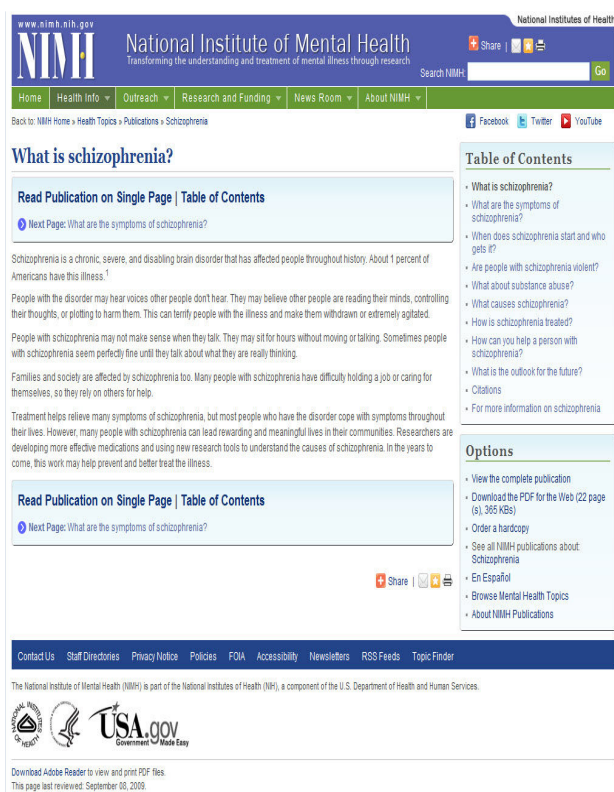 www.nimh.nih.gov
National Institutes of Health
NIMH
National Institute of Mental Health
Transforming the understanding and treatment of mental illness through research
Share |
Search NIMH:
Go
Home Health Info Outreach Research and Funding News Room About NIMH
Back to: NIMH Home » Health Topics » Publications » Schizophrenia
Facebook Twitter YouTube
What is schizophrenia?
Read Publication on Single Page | Table of Contents
Next Page: What are the symptoms of schizophrenia?
Schizophrenia is a chronic, severe, and disabling brain disorder that has affected people throughout history. About 1 percent of
Americans have this illness.1
People with the disorder may hear voices other people don't hear. They may believe other people are reading their minds, controlling
their thoughts, or plotting to harm them. This can terrify people with the illness and make them withdrawn or extremely agitated.
People with schizophrenia may not make sense when they talk. They may sit for hours without moving or talking. Sometimes people
with schizophrenia seem perfectly fine until they talk about what they are really thinking.
Families and society are affected by schizophrenia too. Many people with schizophrenia have difficulty holding a job or caring for
themselves, so they rely on others for help.
Treatment helps relieve many symptoms of schizophrenia, but most people who have the disorder cope with symptoms throughout
their lives. However, many people with schizophrenia can lead rewarding and meaningful lives in their communities. Researchers are
developing more effective medications and using new research tools to understand the causes of schizophrenia. In the years to
come, this work may help prevent and better treat the illness.
Read Publication on Single Page | Table of Contents
Next Page: What are the symptoms of schizophrenia?
Share |
Table of Contents
What is schizophrenia?
What are the symptoms of
schizophrenia?
When does schizophrenia start and who
gets it?
Are people with schizophrenia violent?
What about substance abuse?
What causes schizophrenia?
How is schizophrenia treated?
How can you help a person with
schizophrenia?
What is the outlook for the future?
Citations
For more information on schizophrenia
Options
View the complete publication
Download the PDF for the Web (22 page
(s), 365 KBs)
Order a hardcopy
See all NIMH publications about:
Schizophrenia
En Español
Browse Mental Health Topics
About NIMH Publications
Contact Us Staff Directories Privacy Notice Policies FOIA Accessibility Newsletters RSS Feeds Topic Finder
The National Institute of Mental Health (NIMH) is part of the National Institutes of Health (NIH), a component of the U.S. Department of Health and Human Services.
NATIONAL INSTITUTES OF HEALTH
USA.gov
Government Made Easy
Download Adobe Reader to view and print PDF files.
This page last reviewed: September 08, 2009.